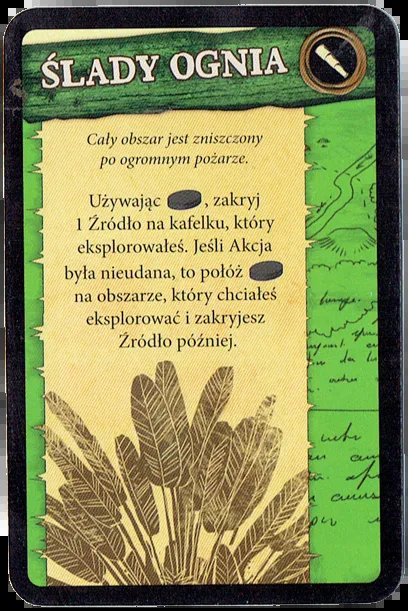 ŚLADY OGNIA
Cały obszar jest zniszczony
po ogromnym pożarze.
Używając , zakryj
1 Źródło na kafelku, który
eksplorowałeś. Jeśli Akcja
była nieudana, to połóż
na obszarze, który chciałeś
eksplorować i zakryjesz
Źródło później.